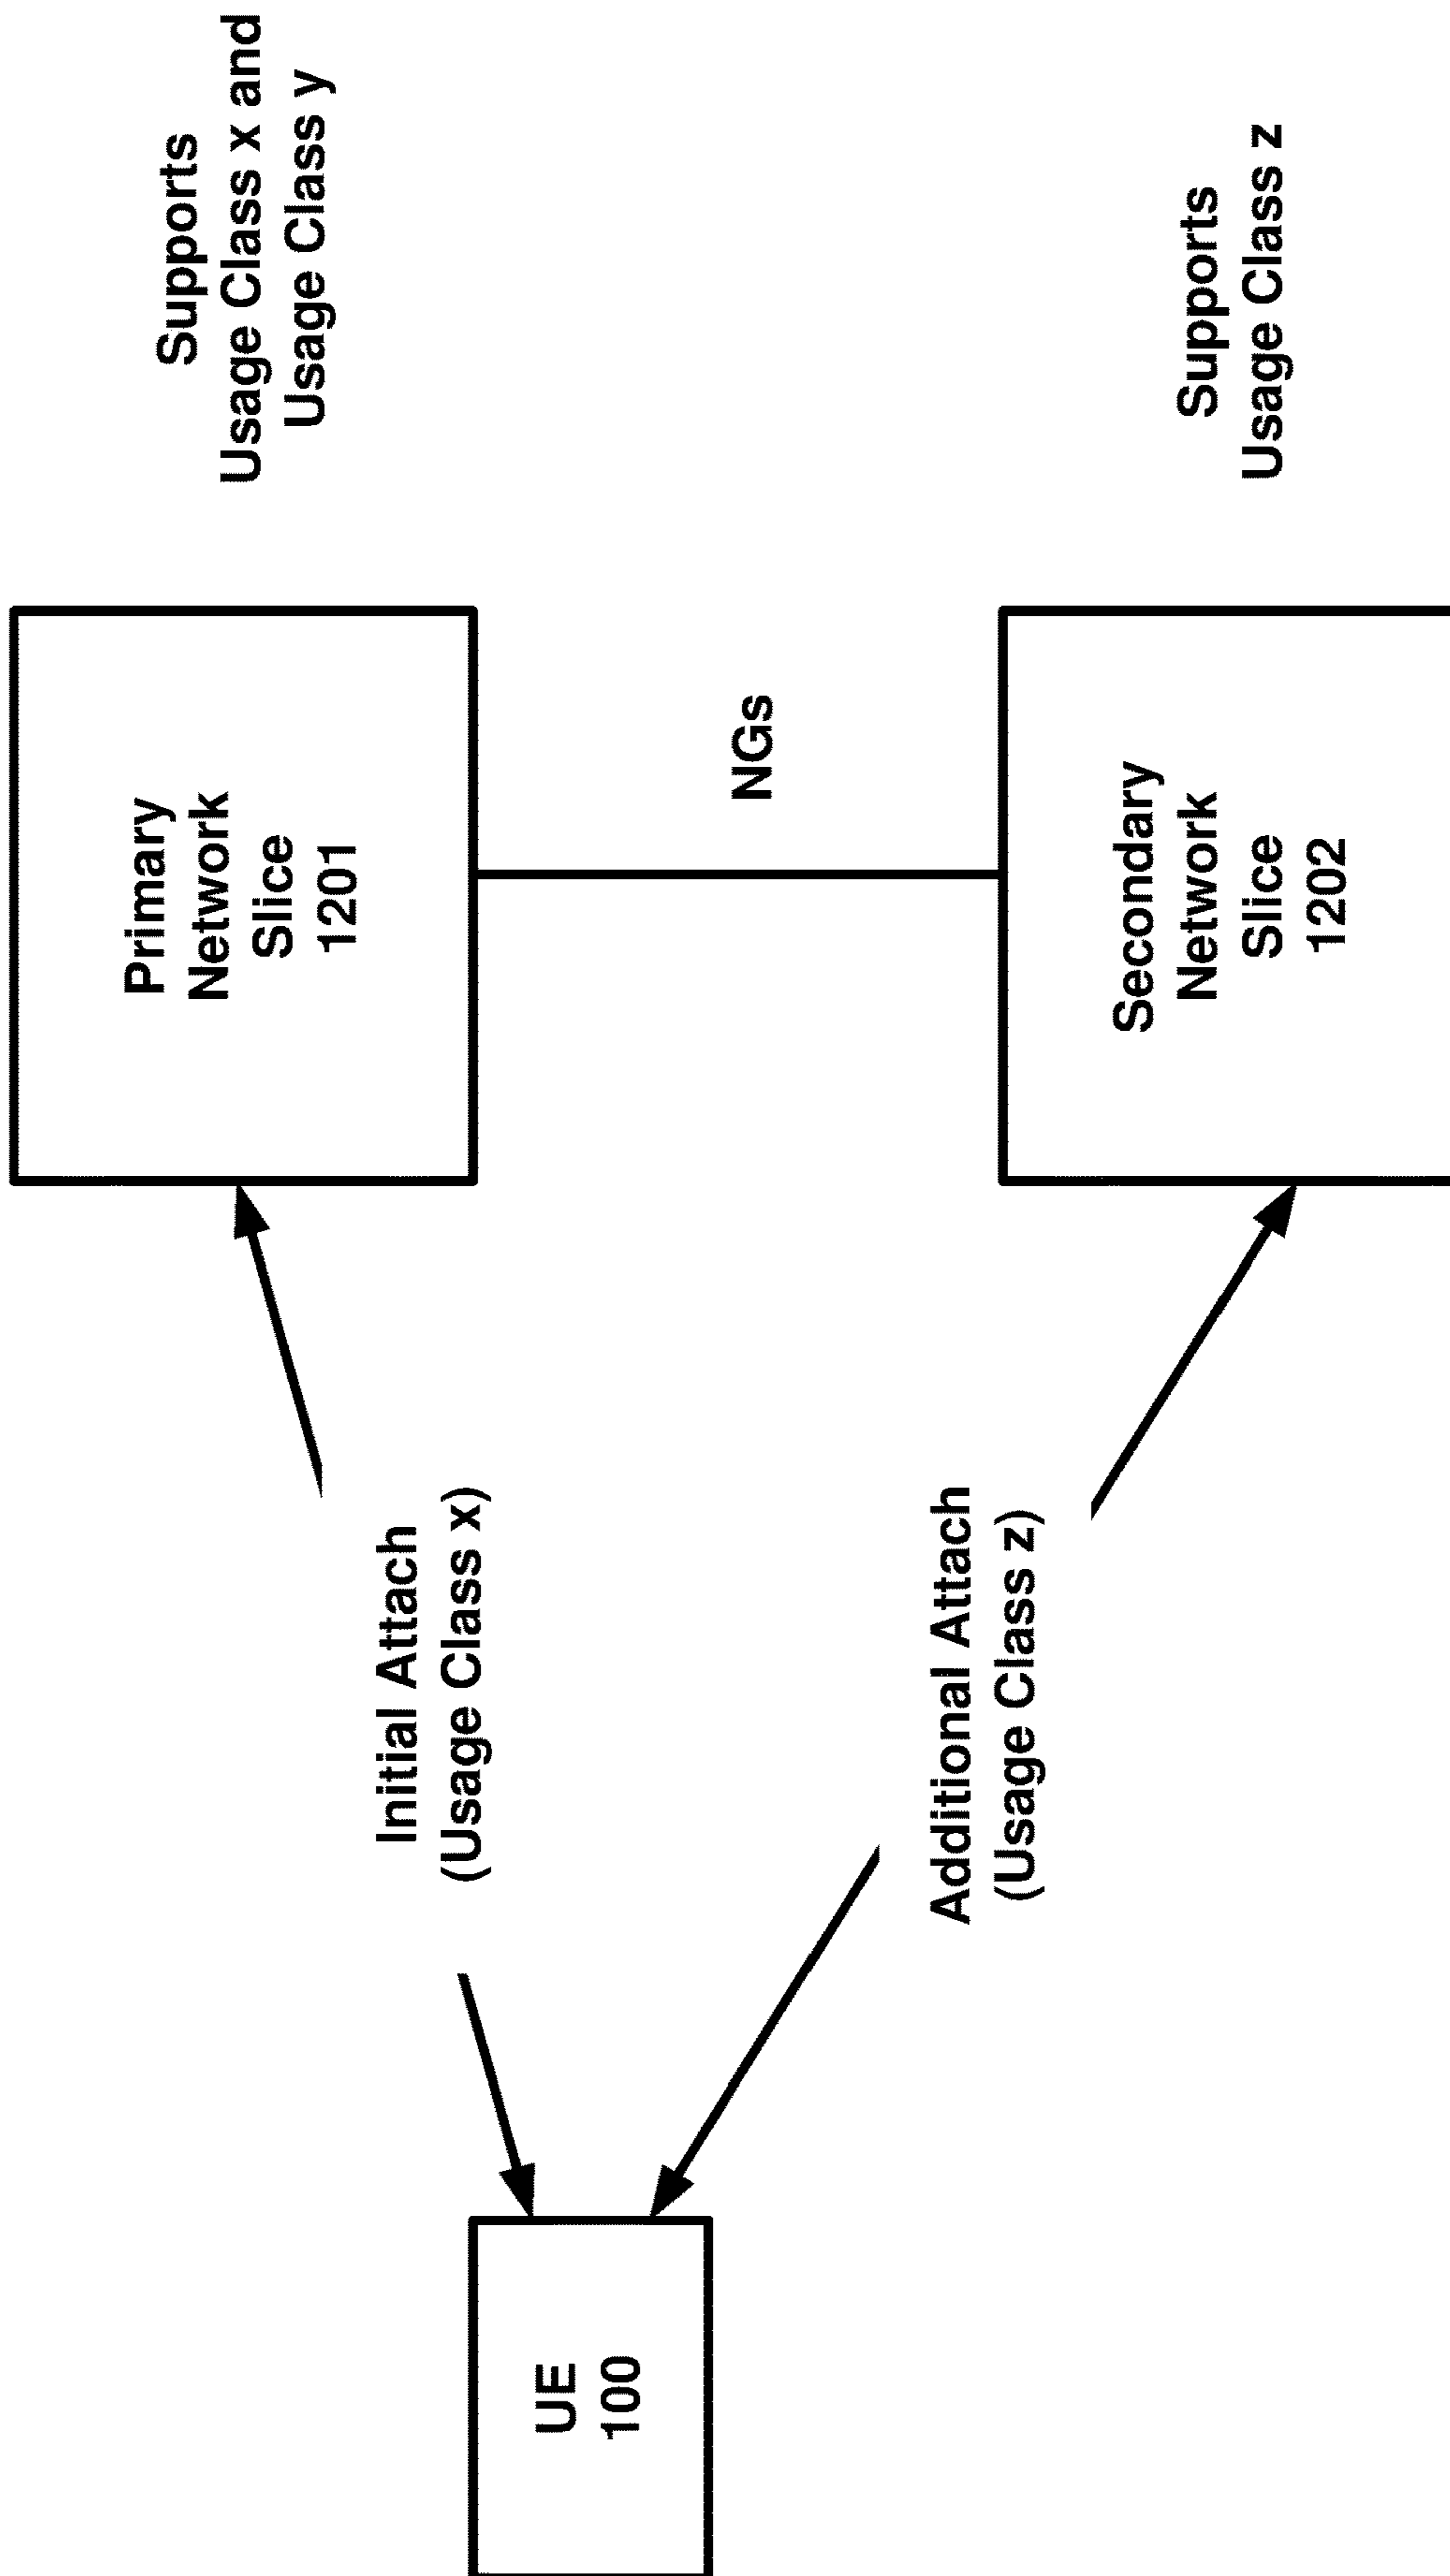 Supports
Usage Class x and
Usage Class y
Primary
Network
Slice
1201
Initial Attach
(Usage Class x)
UE
100
NGs
Additional Attach
(Usage Class z)
Secondary
Network
Slice
1202
Supports
Usage Class z